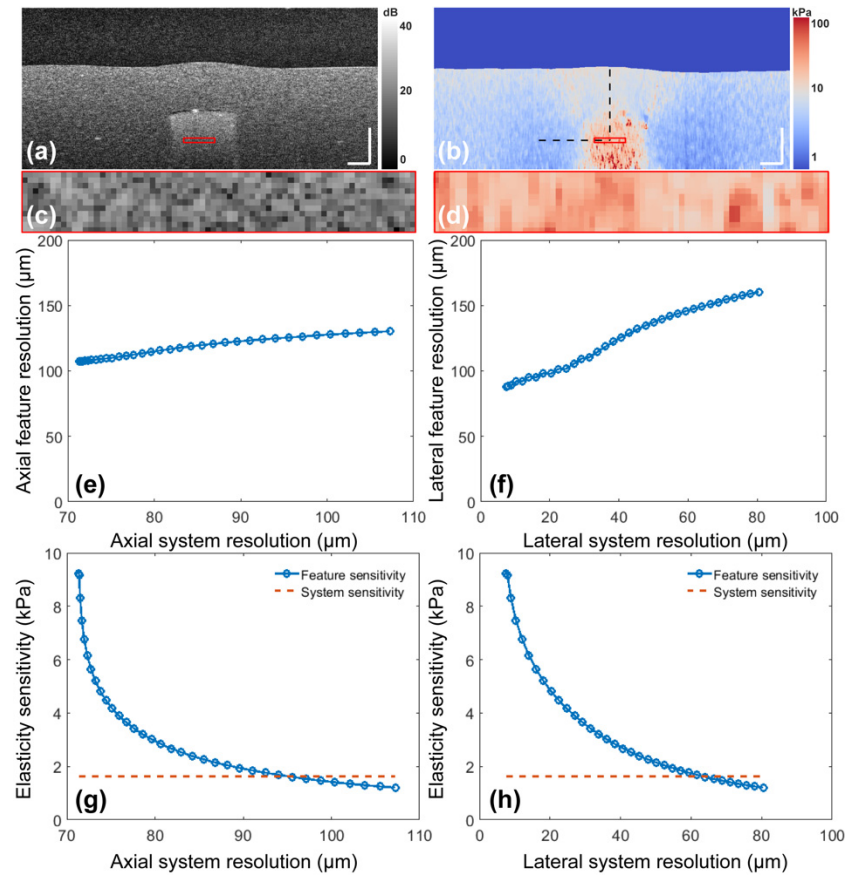 dB
40
20
0
(a)
kPa
100
10
1
(b)
(c)
(d)
200
150
100
50
0
Axial feature resolution (µm)
(e)
70 80 90 100 110
Axial system resolution (µm)
200
150
100
50
0
Lateral feature resolution (µm)
(f)
0 20 40 60 80 100
Lateral system resolution (µm)
10
8
6
4
2
0
Elasticity sensitivity (kPa)
Feature sensitivity
System sensitivity
(g)
70 80 90 100 110
Axial system resolution (µm)
10
8
6
4
2
0
Elasticity sensitivity (kPa)
Feature sensitivity
System sensitivity
(h)
0 20 40 60 80 100
Lateral system resolution (µm)